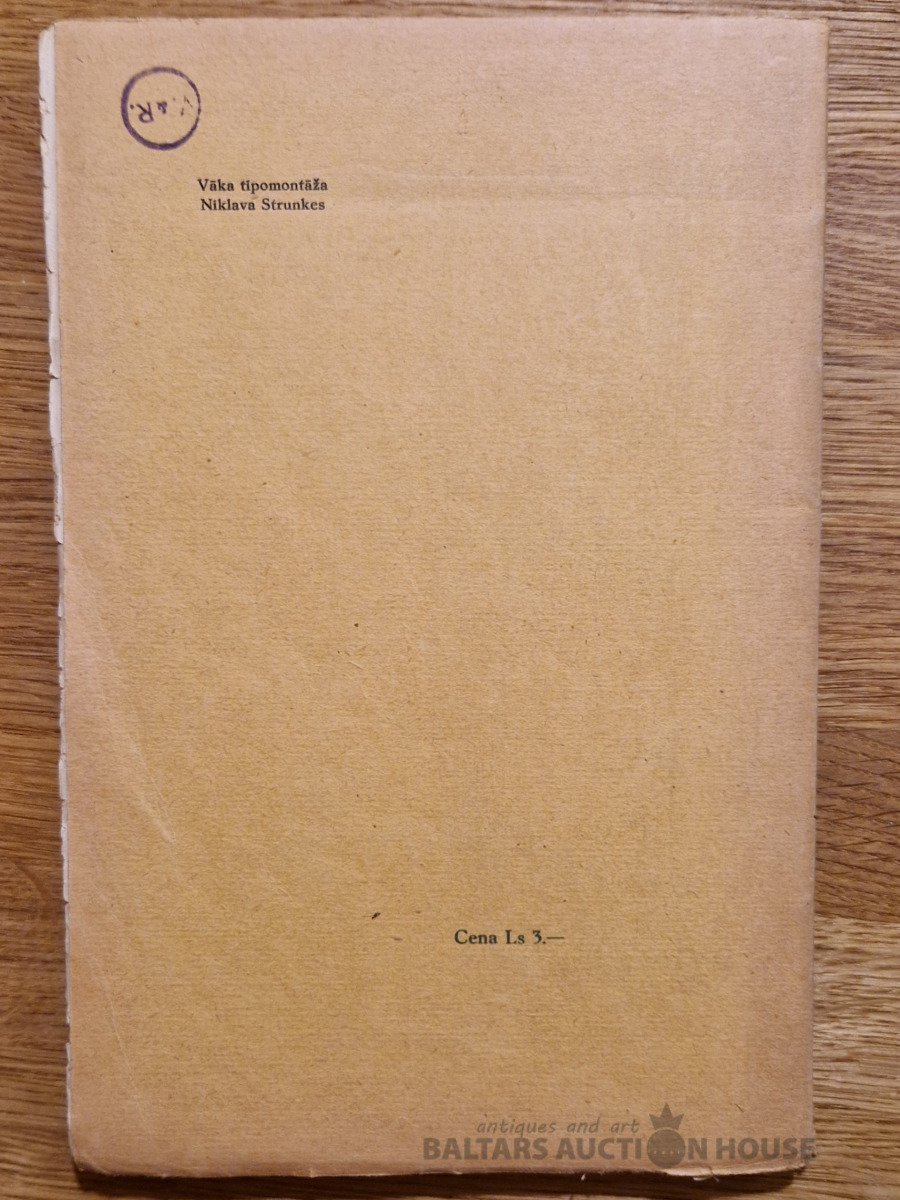 & R.
Vāka tipomontāža
Niklava Strunkes
Cena Ls 3.—
antiques and art
BALTARS AUCTION HOUSE